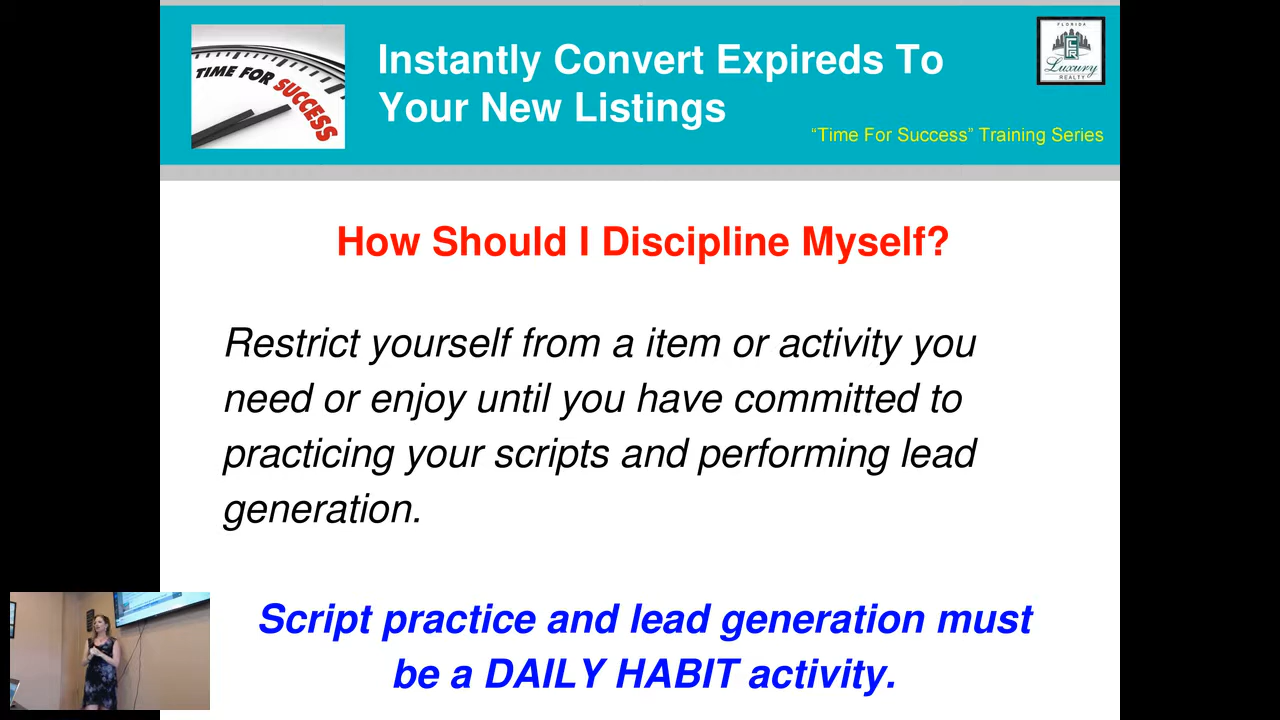 TIME FOR SUCCESS
Instantly Convert Expireds To
Your New Listings
FLORIDA
Luxury
REALTY
“Time For Success” Training Series
How Should I Discipline Myself?
Restrict yourself from a item or activity you
need or enjoy until you have committed to
practicing your scripts and performing lead
generation.
Script practice and lead generation must
be a DAILY HABIT activity.